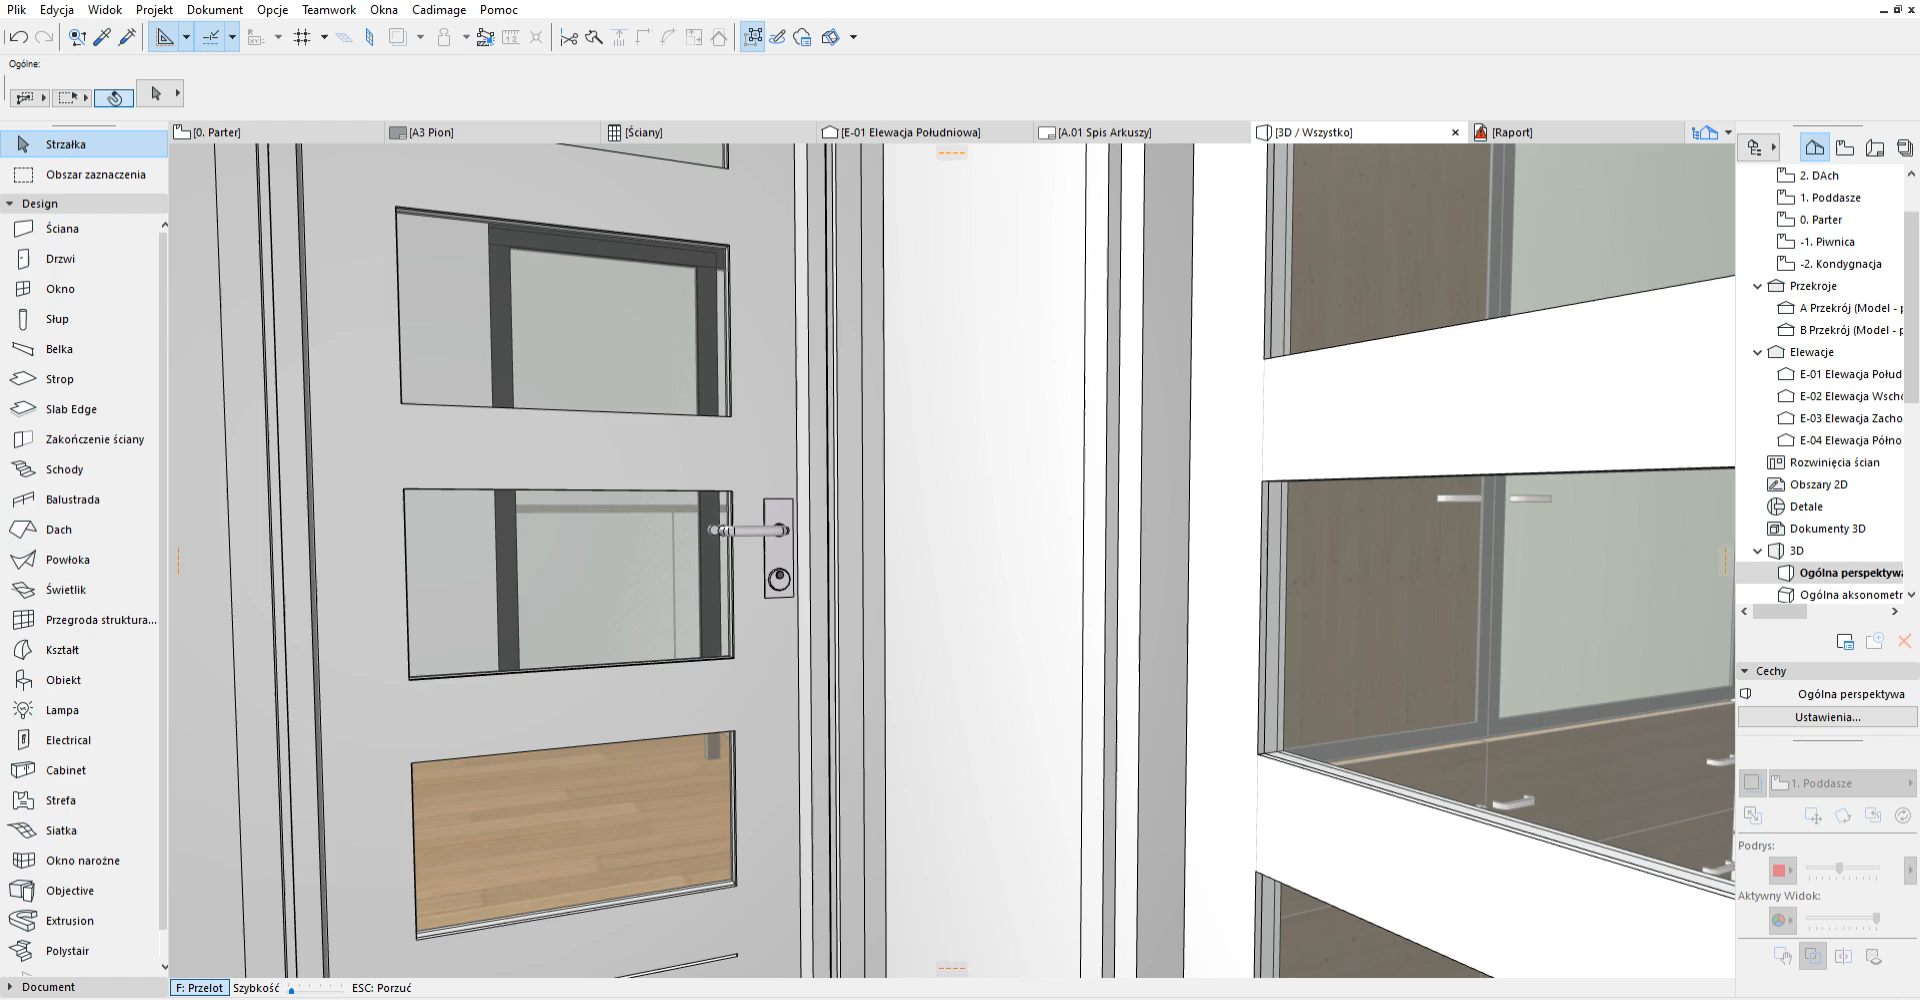 Plik Edycja Widok Projekt Dokument Opcje Teamwork Okna Cadimage Pomoc
Ogólne:
[0. Parter] [A3 Pion] [Ściany] [E-01 Elewacja Południowa] [A.01 Spis Arkuszy] [3D / Wszystko] [Raport]
Strzałka
Obszar zaznaczenia
Design
Ściana
Drzwi
Okno
Słup
Belka
Strop
Slab Edge
Zakończenie ściany
Schody
Balustrada
Dach
Powłoka
Świetlik
Przegroda struktura...
Kształt
Obiekt
Lampa
Electrical
Cabinet
Strefa
Siatka
Okno narożne
Objective
Extrusion
Polystair
Document
F: Przelot Szybkość ESC: Porzuć
2. DAch
1. Poddasze
0. Parter
-1. Piwnica
-2. Kondygnacja
Przekroje
A Przekrój (Model - p
B Przekrój (Model - p
Elewacje
E-01 Elewacja Połud
E-02 Elewacja Wscho
E-03 Elewacja Zacho
E-04 Elewacja Półno
Rozwinięcia ścian
Obszary 2D
Detale
Dokumenty 3D
3D
Ogólna perspektywa
Ogólna aksonometr
Cechy
Ogólna perspektywa
Ustawienia...
1. Poddasze
Podrys:
Aktywny Widok: